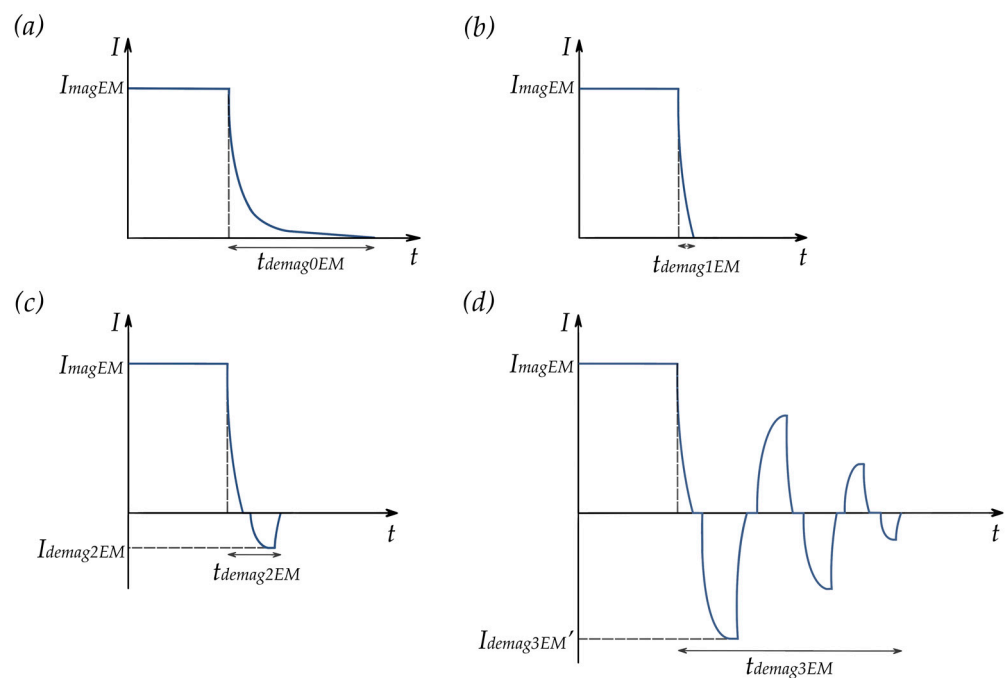 (a)
I
ImagEM
tdemag0EM
t
(b)
I
ImagEM
tdemag1EM
t
(c)
I
ImagEM
t
Idemag2EM
tdemag2EM
(d)
I
ImagEM
t
Idemag3EM′
tdemag3EM